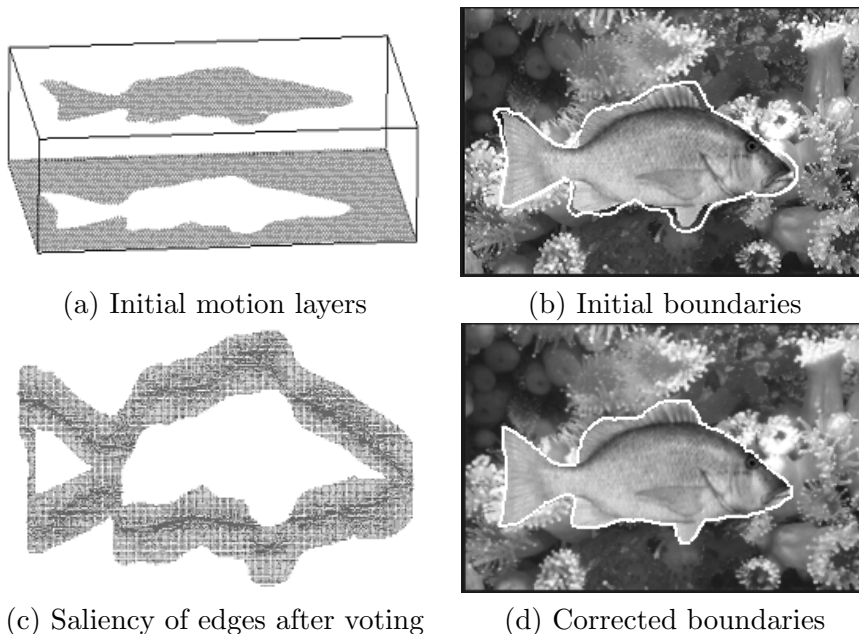 (a) Initial motion layers
(b) Initial boundaries
(c) Saliency of edges after voting
(d) Corrected boundaries